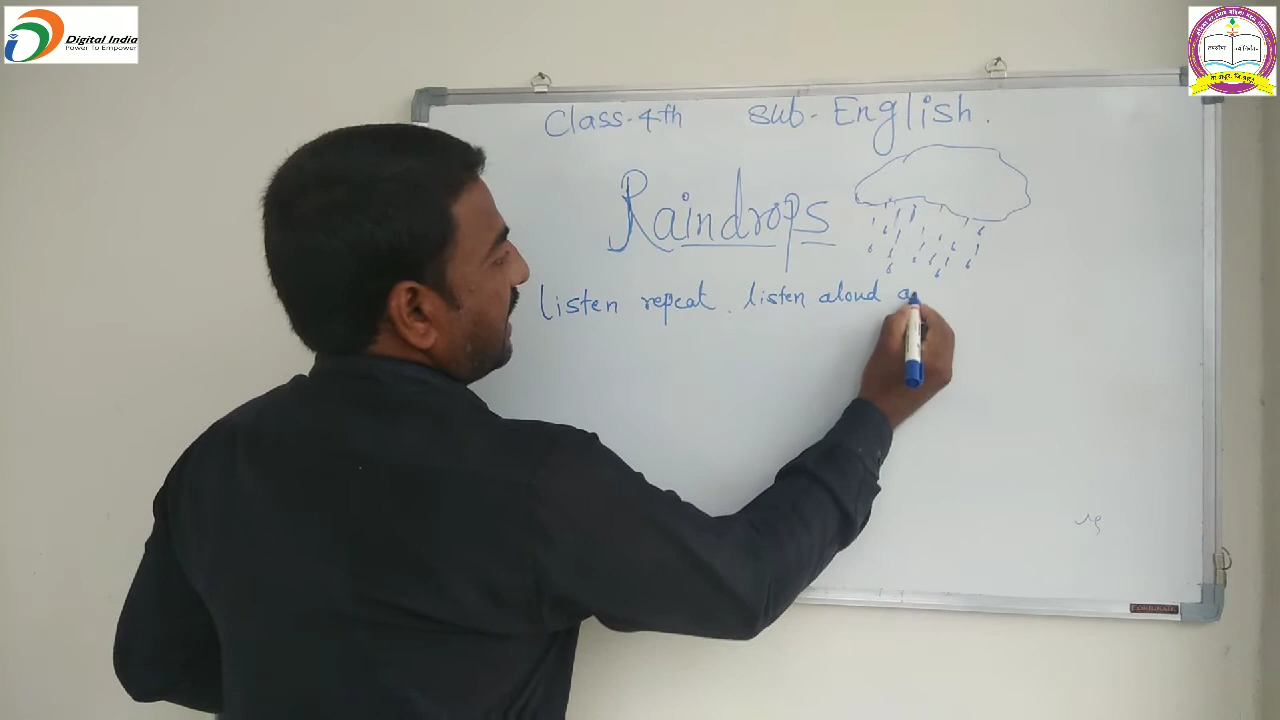 Digital India
Power To Empower
Class-4th sub- English.
Raindrops
listen repeat. listen aloud a